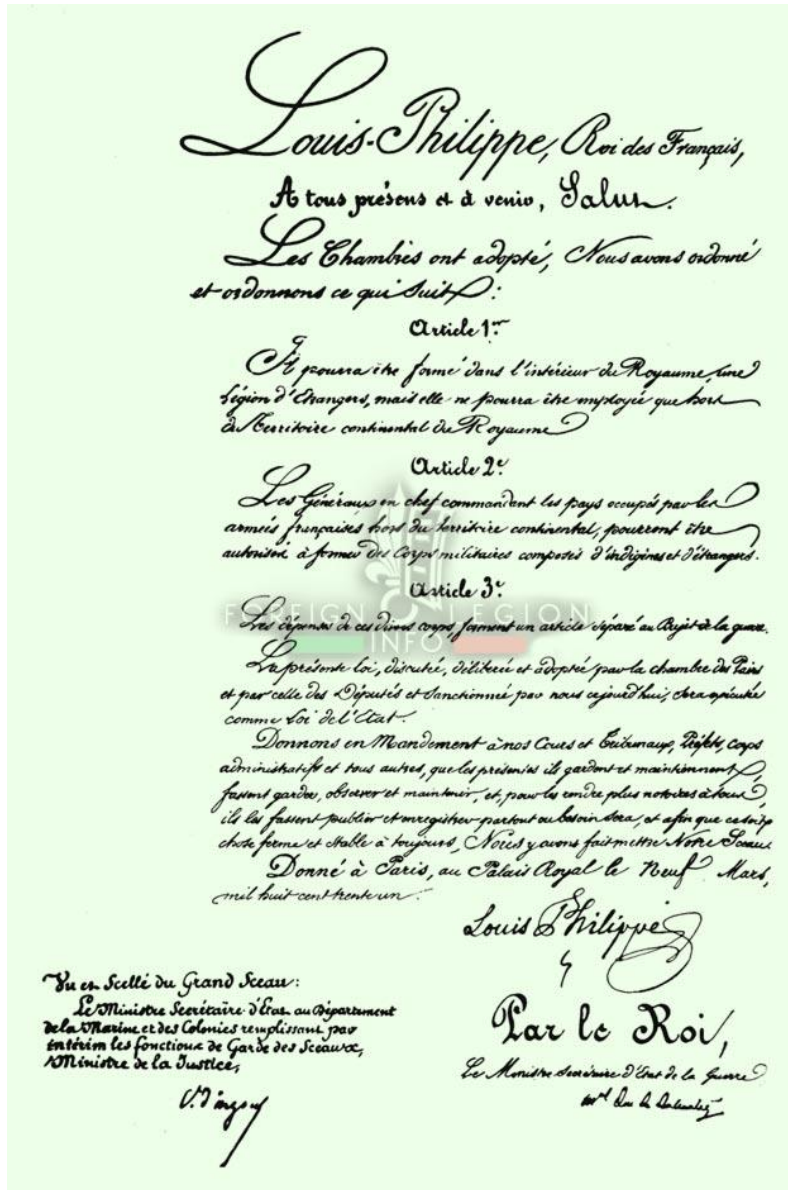 Louis-Philippe, Roi des Français,
A tous présens et à venir, Salut.
Les Chambres ont adopté, Nous avons ordonné
et ordonnons ce qui Suit :
Article 1er
Il pourra être formé dans l'intérieur du Royaume, une
Légion d'Etrangers, mais elle ne pourra être employée que hors
du Territoire continental du Royaume
Article 2e
Les Généraux en chef commandant les pays occupés par les
armées françaises hors du territoire continental, pourront être
autorisés à former des Corps militaires composés d'indigènes et d'étrangers.
Article 3e
FOREIGN LEGION
INFO
Les dépenses de ces divers corps, forment un article séparé au Budjet de la guerre.
La présente loi, discutée, délibérée et adoptée par la chambre des Pairs
et par celle des Députés et Sanctionnée par nous cejourd'hui, sera exécutée
comme Loi de l'Etat.
Donnons en Mandement à nos Cours et Tribunaux, Préfets, corps
administratifs et tous autres, que les présentes ils gardent et maintiennent,
fassent garder, observer et maintenir, et, pour les rendre plus notoires à tous,
ils les fassent publier et enregistrer partout ou besoin sera, et afin que ce soit
chose ferme et stable à toujours, Nous y avons fait mettre Notre Sceau.
Donné à Paris, au Palais Royal le Neuf Mars,
mil huit cent trente un.
Louis Philippe
Vu et Scellé du Grand Sceau :
Le Ministre Secrétaire d'Etat au Département
de la Marine et des Colonies remplissant par
intérim les fonctions de Garde des Sceaux,
Ministre de la Justice,
Par le Roi,
Le Ministre Secrétaire d'Etat de la Guerre